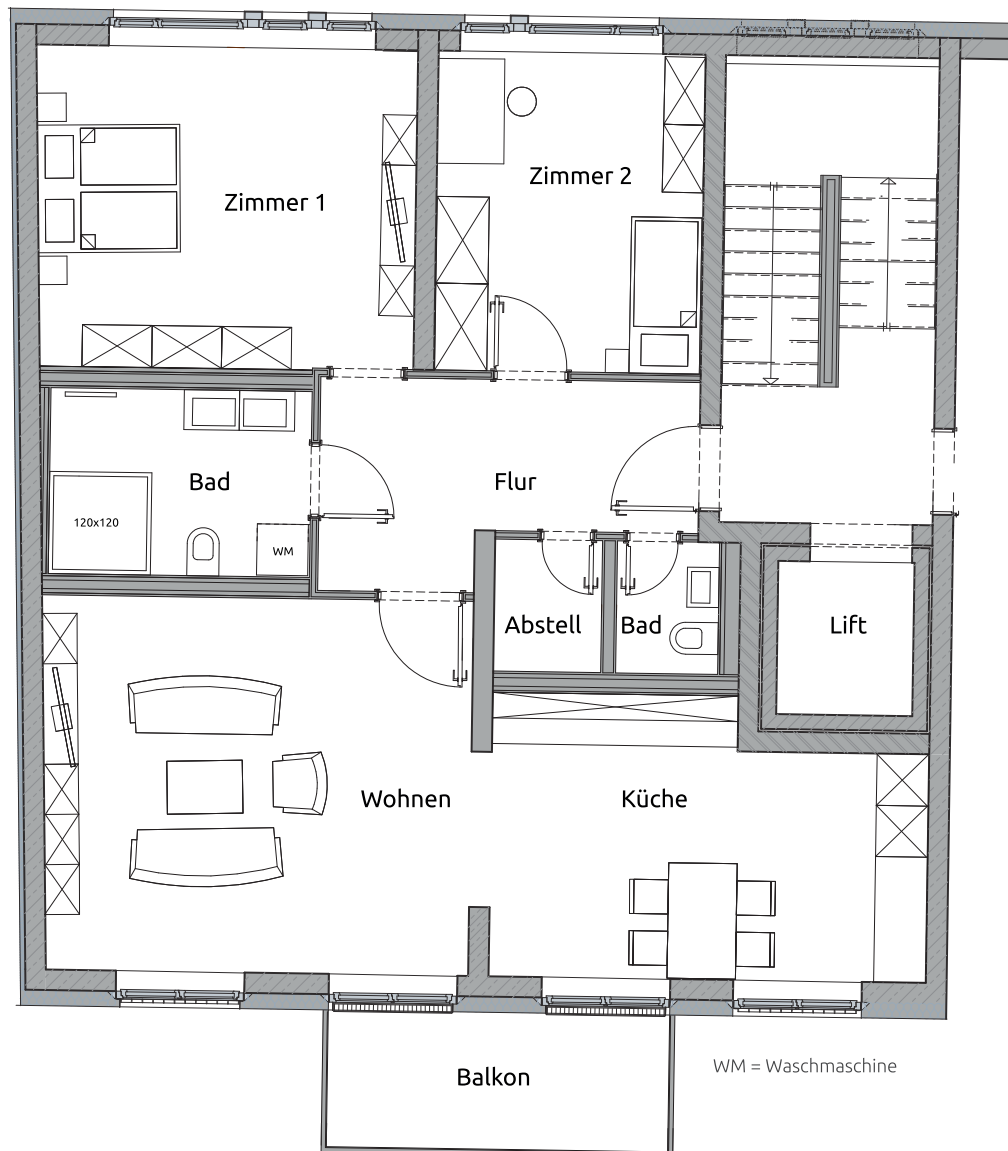 Zimmer 1
Zimmer 2
Bad
Flur
120x120
WM
Abstell
Bad
Lift
Wohnen
Küche
Balkon
WM = Waschmaschine